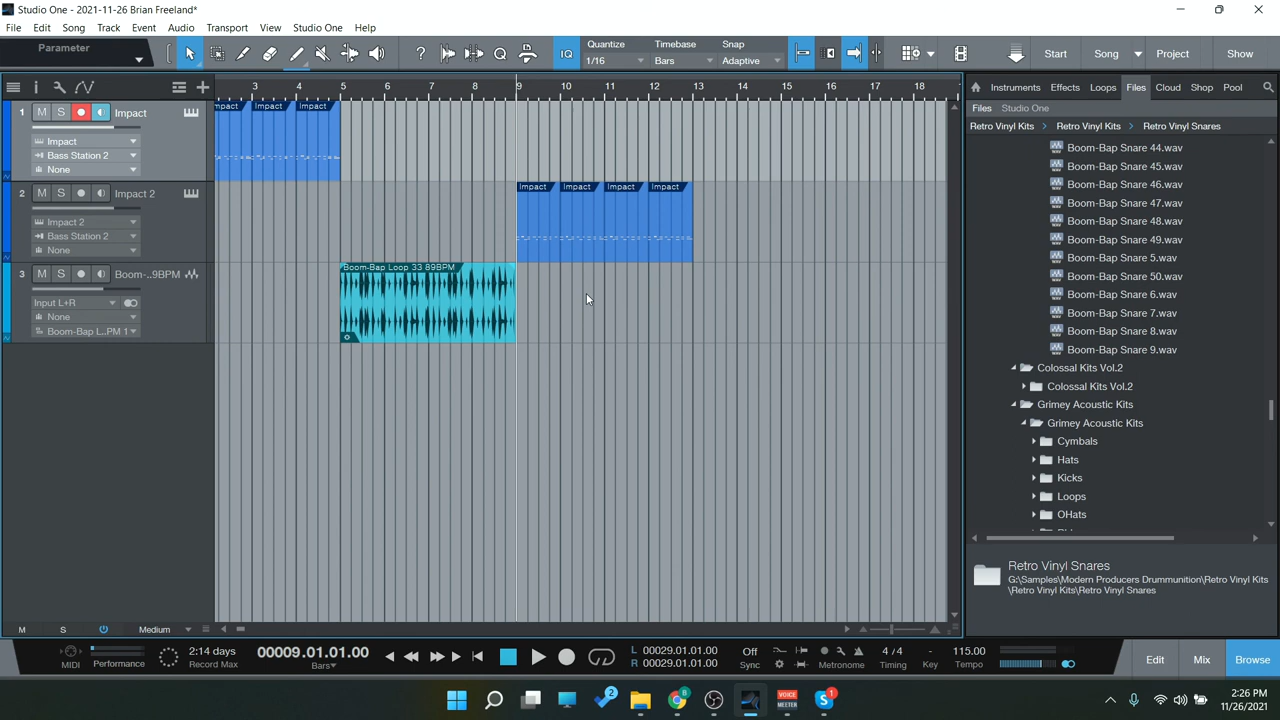 Studio One - 2021-11-26 Brian Freeland*
File Edit Song Track Event Audio Transport View Studio One Help
Parameter
IQ
Quantize
1/16
Timebase
Bars
Snap
Adaptive
Start Song Project Show
3 5 6 7 8 10 11 12 13 14 15 16 17 18
1 M S Impact
Impact
Bass Station 2
None
2 M S Impact 2
Impact 2
Bass Station 2
None
3 M S Boom-..9BPM
Input L+R
None
Boom-Bap l...PM 1
mpact Impact Impact
Impact Impact Impact Impact
Boom-Bap Loop 33 89BPM
Instruments Effects Loops Files Cloud Shop Pool
Files Studio One
Retro Vinyl Kits Retro Vinyl Kits Retro Vinyl Snares
Boom-Bap Snare 44.wav
Boom-Bap Snare 45.wav
Boom-Bap Snare 46.wav
Boom-Bap Snare 47.wav
Boom-Bap Snare 48.wav
Boom-Bap Snare 49.wav
Boom-Bap Snare 5.wav
Boom-Bap Snare 50.wav
Boom-Bap Snare 6.wav
Boom-Bap Snare 7.wav
Boom-Bap Snare 8.wav
Boom-Bap Snare 9.wav
Colossal Kits Vol.2
Colossal Kits Vol.2
Grimey Acoustic Kits
Grimey Acoustic Kits
Cymbals
Hats
Kicks
Loops
OHats
Retro Vinyl Snares
G:\Samples\Modern Producers Drummunition\Retro Vinyl Kits
\Retro Vinyl Kits\Retro Vinyl Snares
M S Medium
MIDI
Performance
2:14 days
Record Max
00009.01.01.00
Bars
L 00029.01.01.00
R 00029.01.01.00
Off
Sync
Metronome
4 / 4
Timing
-
Key
115.00
Tempo
Edit Mix Browse
2
B
VOICE
MEISTER
1
2:26 PM
11/26/2021